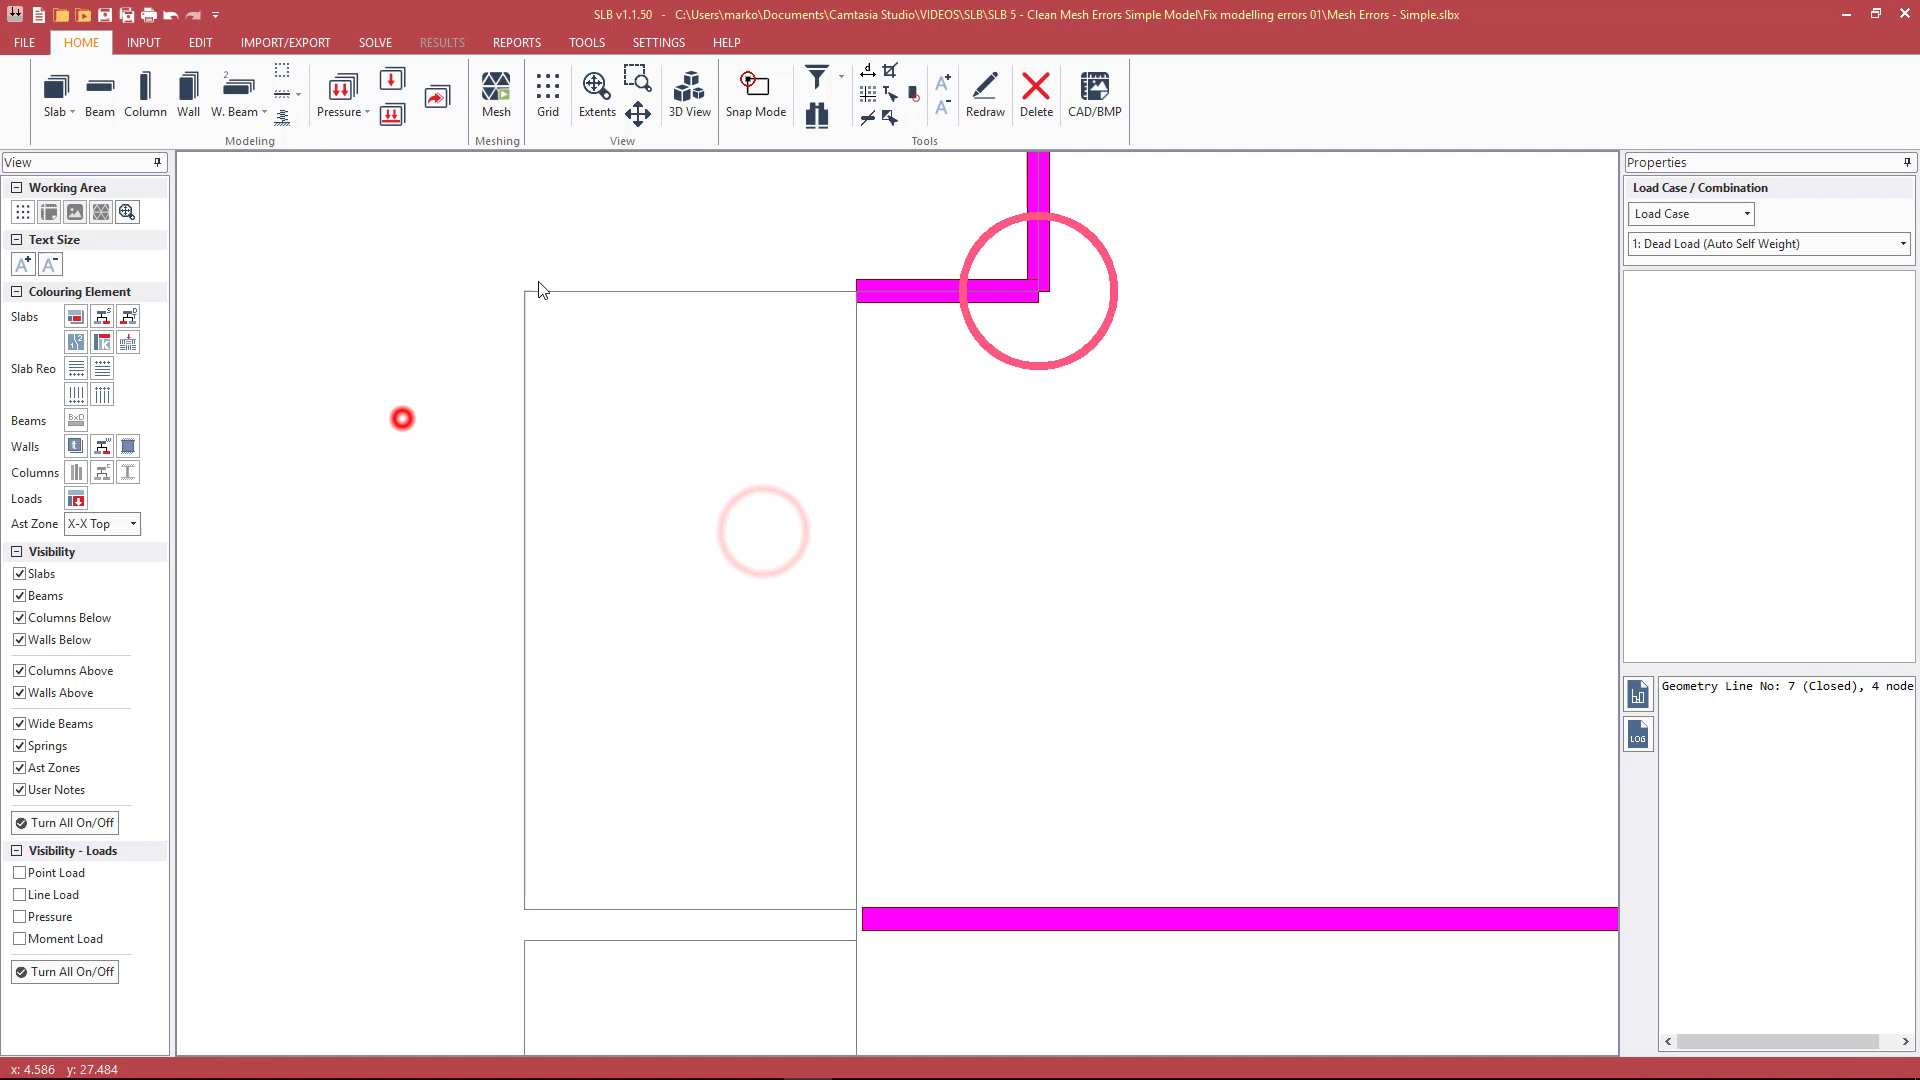 SLB v1.1.50 - C:\Users\marko\Documents\Camtasia Studio\VIDEOS\SLB\SLB 5 - Clean Mesh Errors Simple Model\Fix modelling errors 01\Mesh Errors - Simple.slbx
FILE HOME INPUT EDIT IMPORT/EXPORT SOLVE RESULTS REPORTS TOOLS SETTINGS HELP
Slab Beam Column Wall W. Beam Pressure Mesh Grid Extents 3D View Snap Mode Redraw Delete CAD/BMP
Modeling Meshing View Tools
View
Working Area
Text Size
A+ A-
Colouring Element
Slabs
Slab Reo
Beams
BxD
Walls
Columns
Loads
Ast Zone X-X Top
Visibility
Slabs
Beams
Columns Below
Walls Below
Columns Above
Walls Above
Wide Beams
Springs
Ast Zones
User Notes
Turn All On/Off
Visibility - Loads
Point Load
Line Load
Pressure
Moment Load
Turn All On/Off
Properties
Load Case / Combination
Load Case
1: Dead Load (Auto Self Weight)
Geometry Line No: 7 (Closed), 4 node
LOG
x: 4.586 y: 27.484